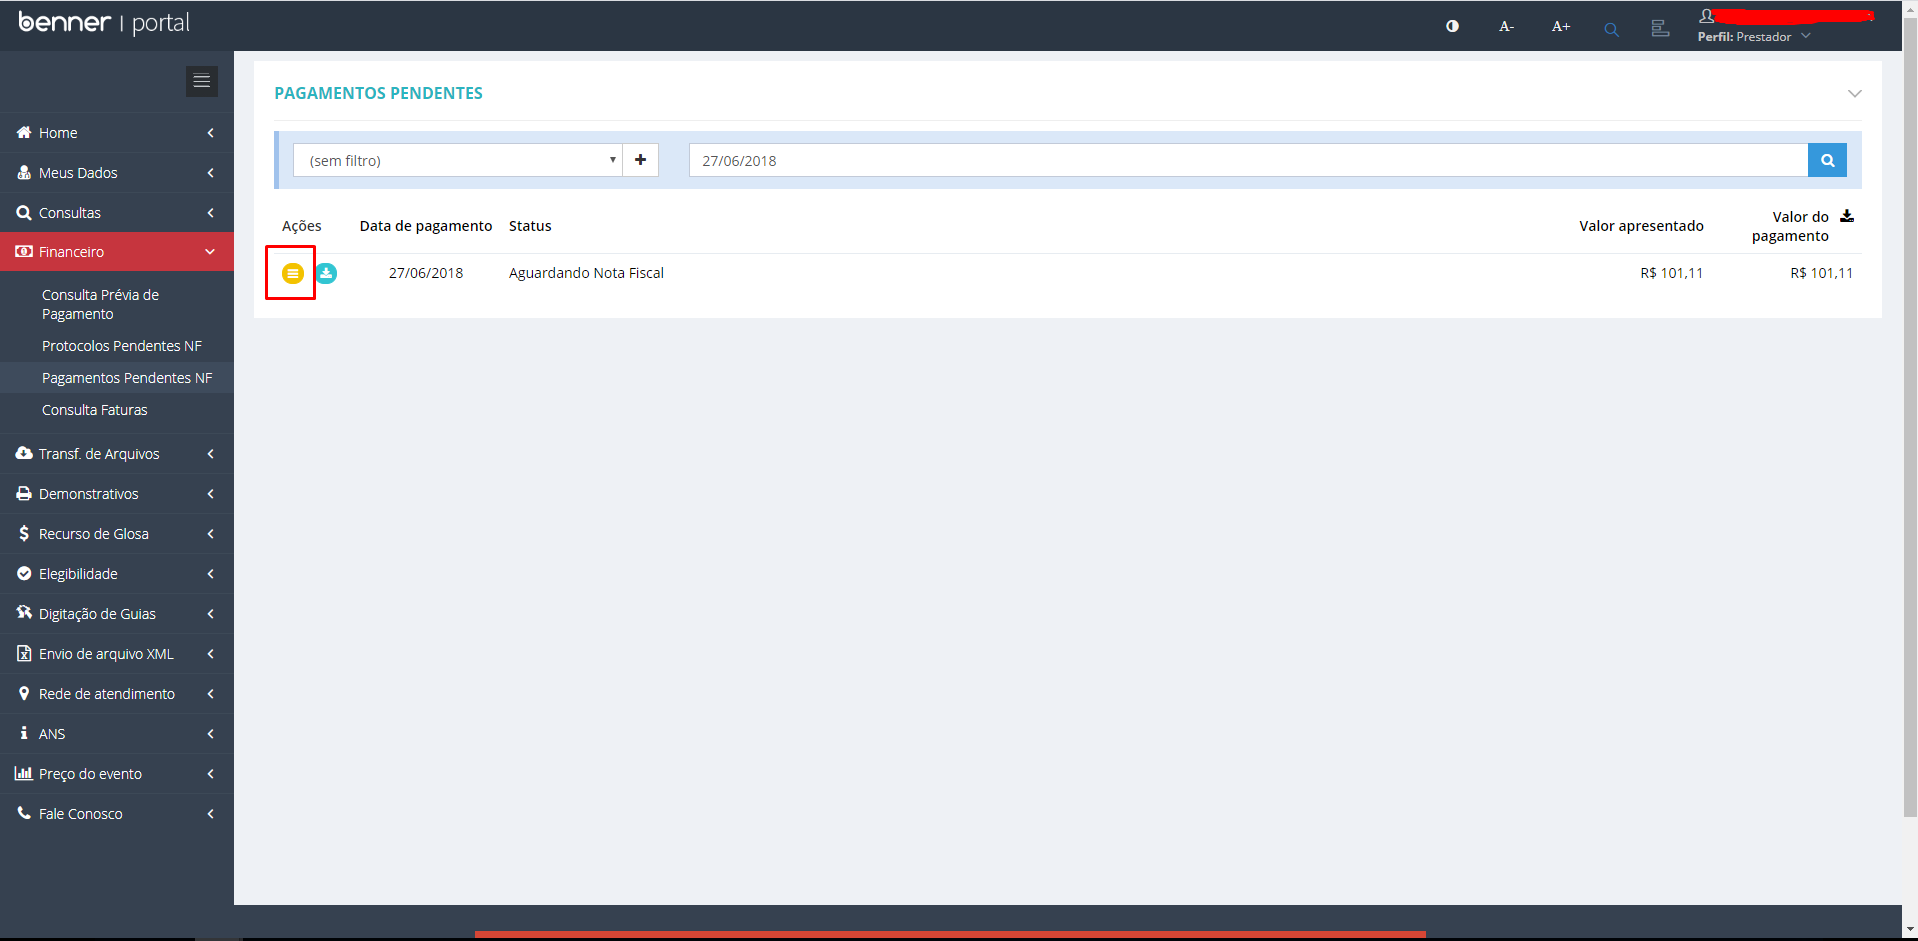 benner | portal
A-
A+
Perfil: Prestador
Home
Meus Dados
Consultas
Financeiro
Consulta Prévia de
Pagamento
Protocolos Pendentes NF
Pagamentos Pendentes NF
Consulta Faturas
Transf. de Arquivos
Demonstrativos
Recurso de Glosa
Elegibilidade
Digitação de Guias
Envio de arquivo XML
Rede de atendimento
ANS
Preço do evento
Fale Conosco
PAGAMENTOS PENDENTES
(sem filtro)
27/06/2018
Ações Data de pagamento Status Valor apresentado Valor do
pagamento
27/06/2018 Aguardando Nota Fiscal R$ 101,11 R$ 101,11